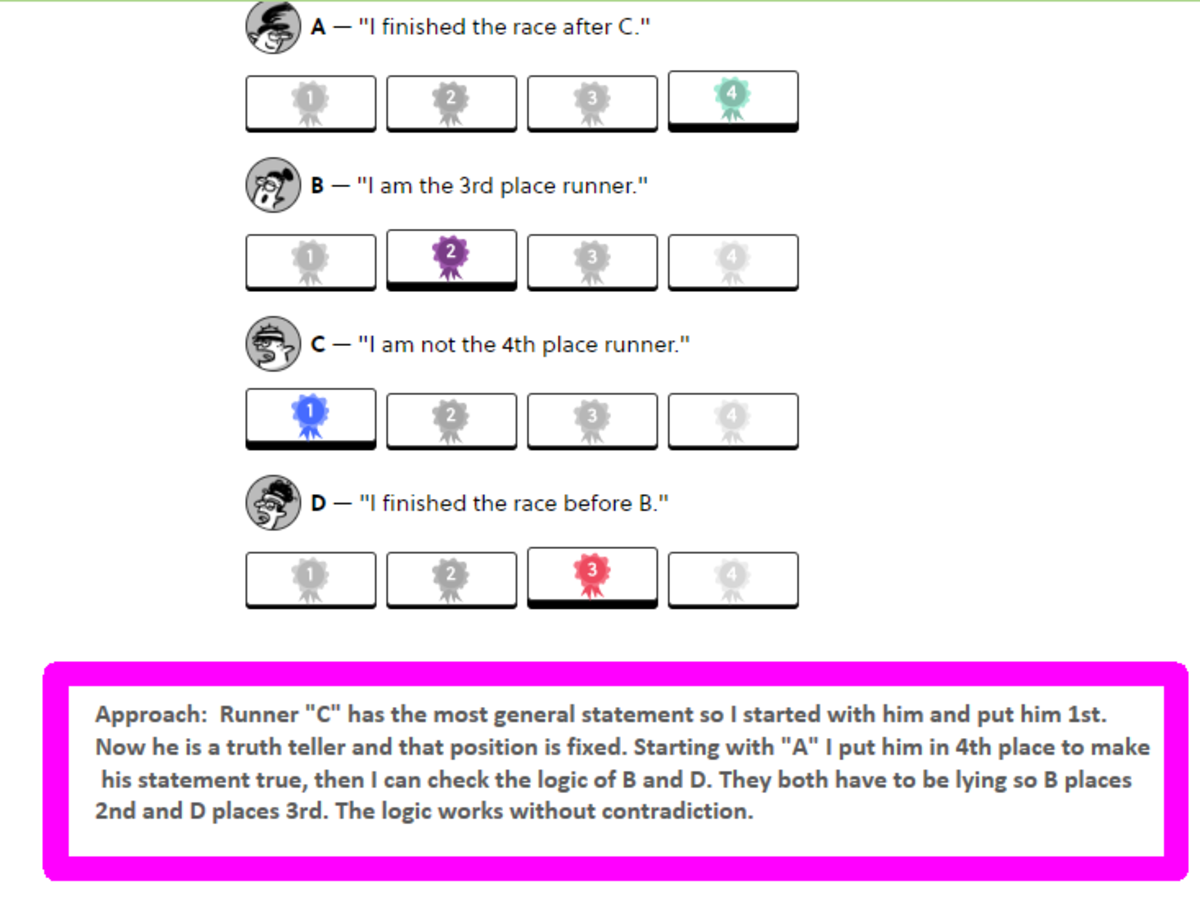 A — "I finished the race after C."
1 2 3 4
B — "I am the 3rd place runner."
1 2 3 4
C — "I am not the 4th place runner."
1 2 3 4
D — "I finished the race before B."
1 2 3 4
Approach: Runner "C" has the most general statement so I started with him and put him 1st.
Now he is a truth teller and that position is fixed. Starting with "A" I put him in 4th place to make
his statement true, then I can check the logic of B and D. They both have to be lying so B places
2nd and D places 3rd. The logic works without contradiction.